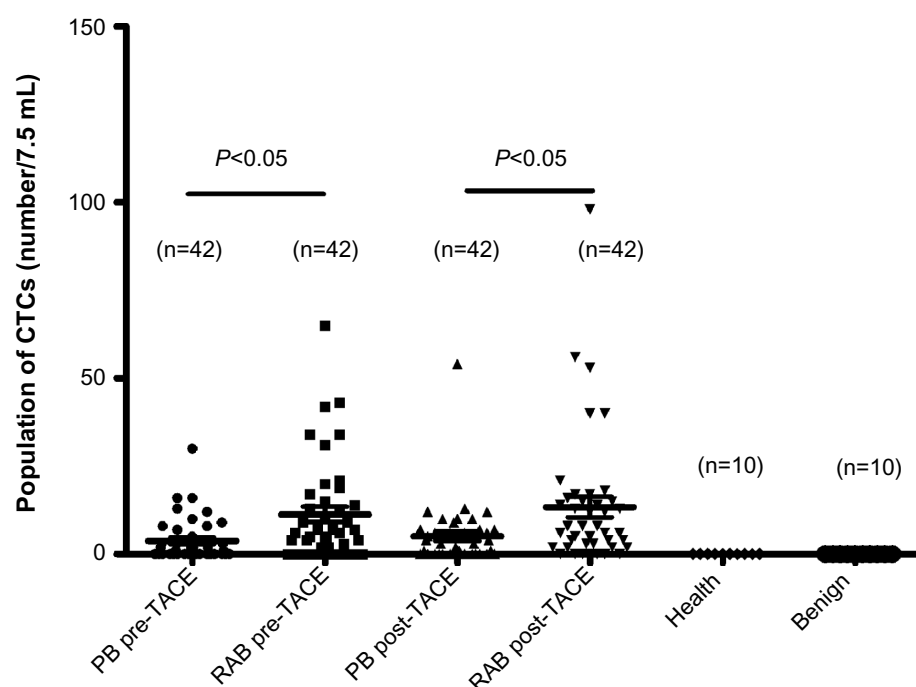 Population of CTCs (number/7.5 mL)
150
100
50
0
P<0.05
P<0.05
(n=42)
(n=42)
(n=42)
(n=42)
(n=10)
(n=10)
PB pre-TACE
RAB pre-TACE
PB post-TACE
RAB post-TACE
Health
Benign